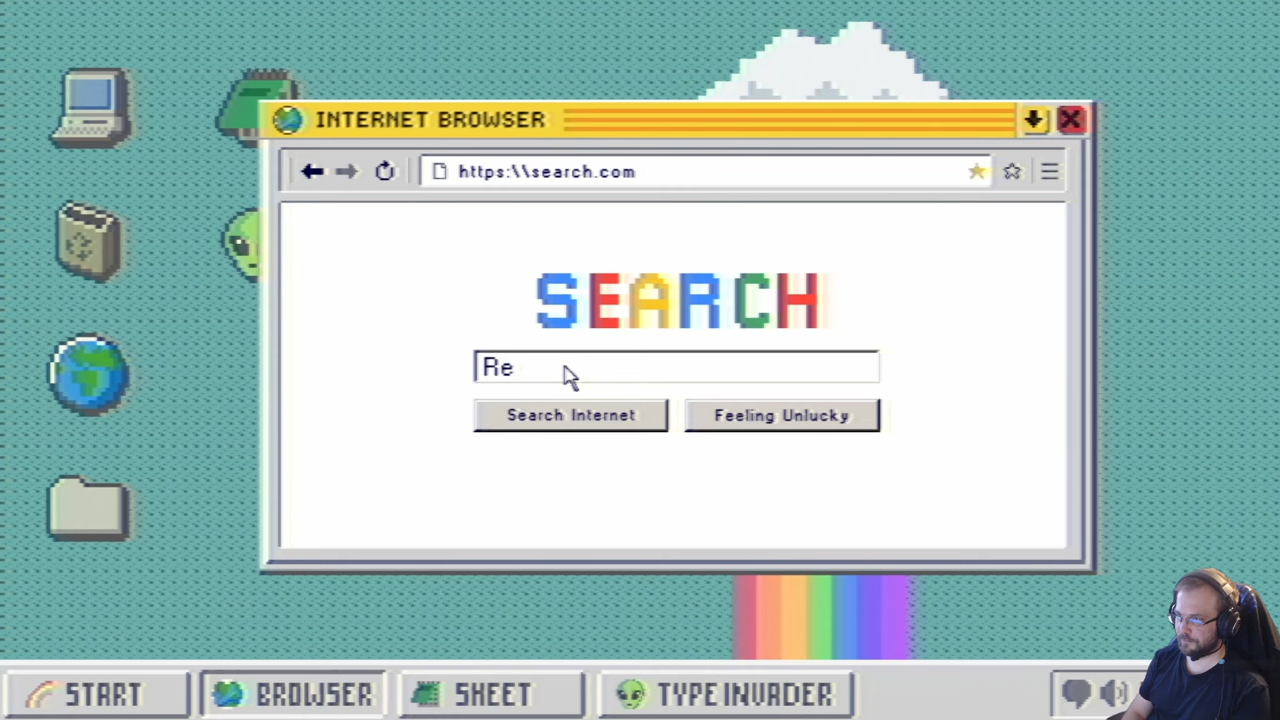 INTERNET BROWSER
https:\\search.com
SEARCH
Re
Search Internet Feeling Unlucky
START BROWSER SHEET TYPE INVADER